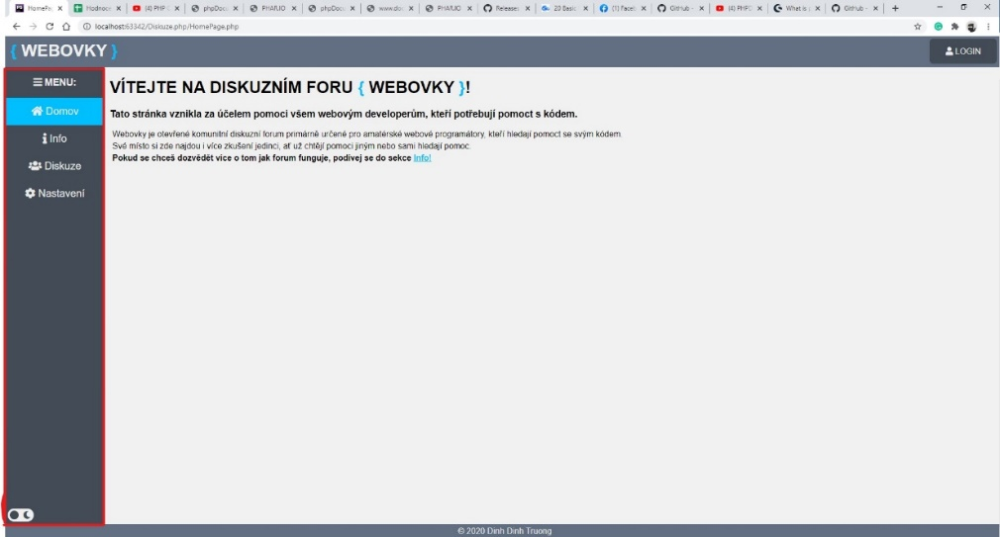 HomePa
Hodnoc
(4) PHP
phpDoc
PHARJO
phpDoc
www.do
PHARJO
Release
20 Basic
(1) Face
GitHub -
(4) PHP
What is
GitHub -
localhost:63342/Diskuze.php/HomePage.php
{ WEBOVKY }
LOGIN
MENU:
Domov
Info
Diskuze
Nastavení
VÍTEJTE NA DISKUZNÍM FORU { WEBOVKY }!
Tato stránka vznikla za účelem pomoci všem webovým developerům, kteří potřebují pomoct s kódem.
Webovky je otevřené komunitní diskuzní forum primárně určené pro amatérské webové programátory, kteří hledají pomoct se svým kódem.
Své místo si zde najdou i více zkušení jedinci, ať už chtějí pomoci jiným nebo sami hledají pomoc.
Pokud se chceš dozvědět více o tom jak forum funguje, podívej se do sekce Info!
© 2020 Dinh Dinh Truong